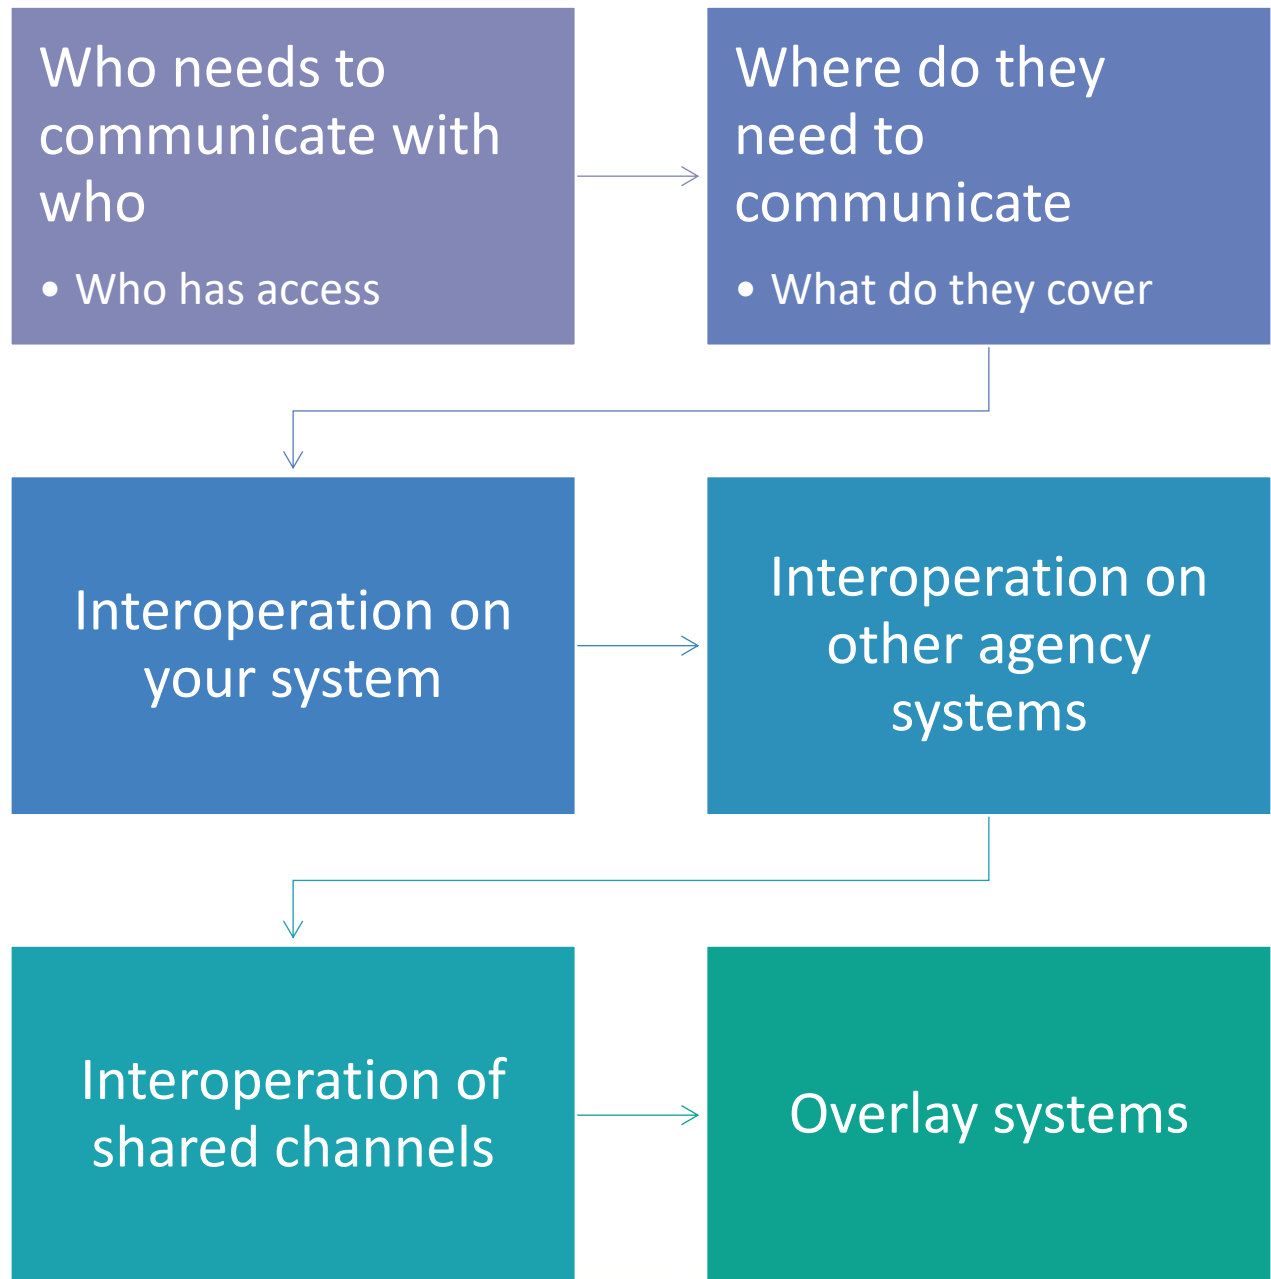 Who needs to
communicate with
who
• Who has access
Where do they
need to
communicate
• What do they cover
Interoperation on
your system
Interoperation on
other agency
systems
Interoperation of
shared channels
Overlay systems